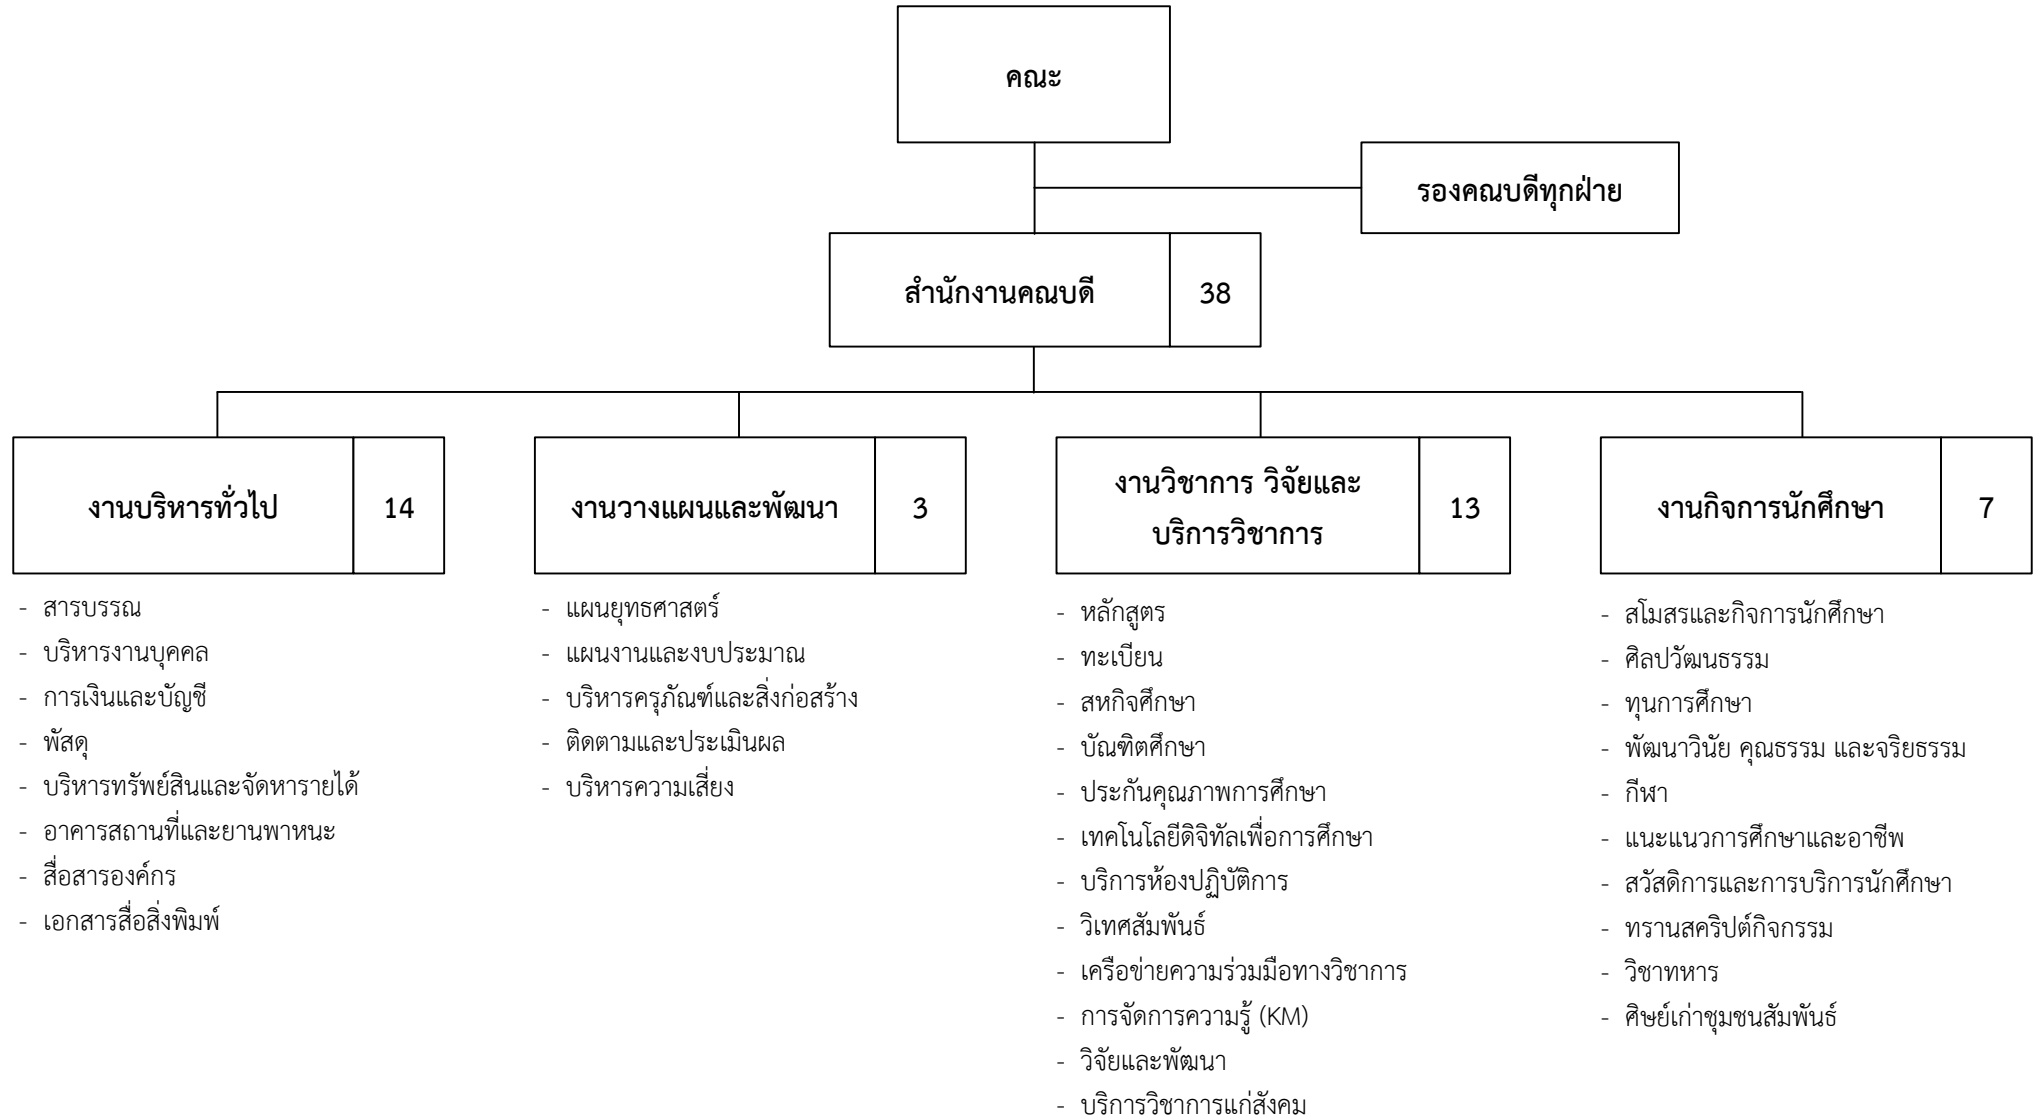 คณะ
รองคณบดีทุกฝ่าย
สำนักงานคณบดี
38
งานบริหารทั่วไป
14
- สารบรรณ
- บริหารงานบุคคล
- การเงินและบัญชี
- พัสดุ
- บริหารทรัพย์สินและจัดหารายได้
- อาคารสถานที่และยานพาหนะ
- สื่อสารองค์กร
- เอกสารสื่อสิ่งพิมพ์
งานวางแผนและพัฒนา
3
- แผนยุทธศาสตร์
- แผนงานและงบประมาณ
- บริหารครุภัณฑ์และสิ่งก่อสร้าง
- ติดตามและประเมินผล
- บริหารความเสี่ยง
งานวิชาการ วิจัยและ
บริการวิชาการ
13
- หลักสูตร
- ทะเบียน
- สหกิจศึกษา
- บัณฑิตศึกษา
- ประกันคุณภาพการศึกษา
- เทคโนโลยีดิจิทัลเพื่อการศึกษา
- บริการห้องปฏิบัติการ
- วิเทศสัมพันธ์
- เครือข่ายความร่วมมือทางวิชาการ
- การจัดการความรู้ (KM)
- วิจัยและพัฒนา
- บริการวิชาการแก่สังคม
งานกิจการนักศึกษา
7
- สโมสรและกิจการนักศึกษา
- ศิลปวัฒนธรรม
- ทุนการศึกษา
- พัฒนาวินัย คุณธรรม และจริยธรรม
- กีฬา
- แนะแนวการศึกษาและอาชีพ
- สวัสดิการและการบริการนักศึกษา
- ทรานสคริปต์กิจกรรม
- วิชาทหาร
- ศิษย์เก่าชุมชนสัมพันธ์